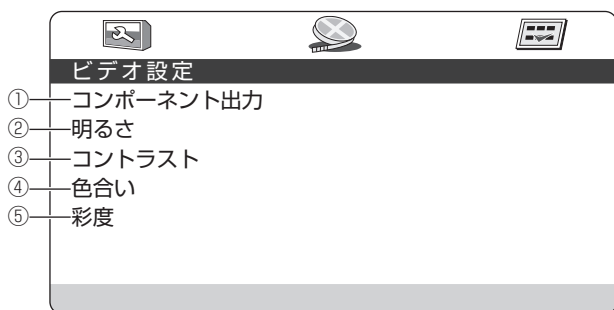 ビデオ設定
①コンポーネント出力
②明るさ
③コントラスト
④色合い
⑤彩度